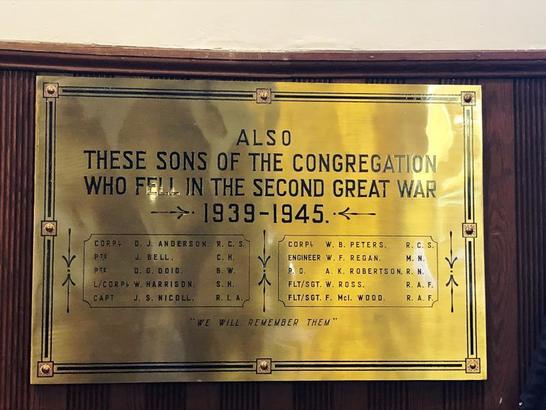 ALSO
THESE SONS OF THE CONGREGATION
WHO FELL IN THE SECOND GREAT WAR
1939-1945.
CORPL D. J. ANDERSON. R. C. S.
PTE J. BELL. C. H.
PTE D. G. DOIG. B. W.
L/CORPL W. HARRISON. S. H.
CAPT J. S. NICOLL. R. I. A.
CORPL W. B. PETERS. R. C. S.
ENGINEER W. F. REGAN. M. N.
A. K. ROBERTSON. R. N.
FLT/SGT. W. ROSS. R. A. F.
FLT/SGT. F. McI. WOOD. R. A. F.
"WE WILL REMEMBER THEM"